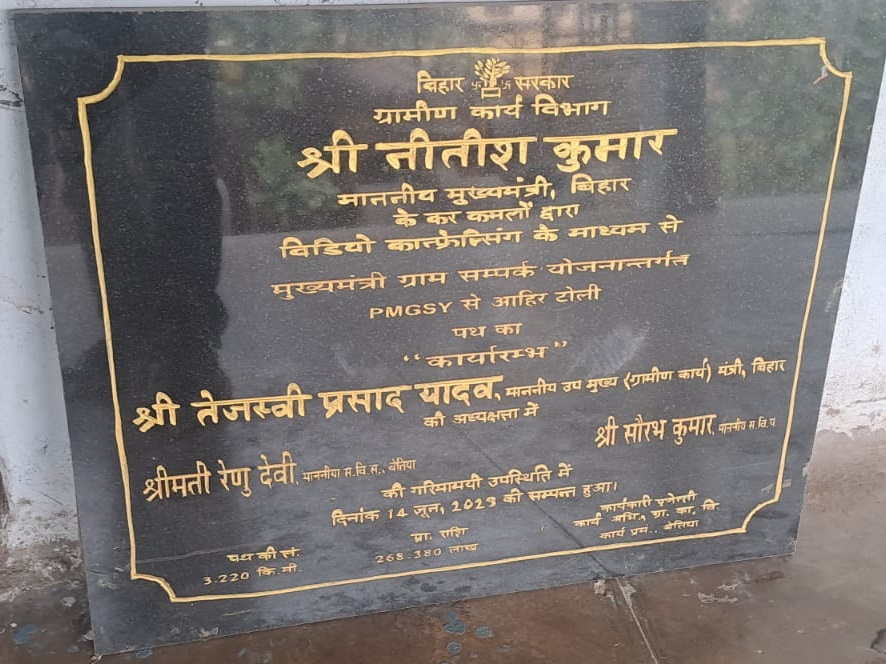 बिहार सरकार
ग्रामीण कार्य विभाग
श्री नीतीश कुमार
माननीय मुख्यमंत्री, बिहार
के कर कमलों द्वारा
विडियो कान्फ्रेन्सिंग के माध्यम से
मुख्यमंत्री ग्राम सम्पर्क योजनान्तर्गत
PMGSY से आहिर टोली
पथ का
“कार्यारम्भ”
श्री तेजस्वी प्रसाद यादव, माननीय उप मुख्य (ग्रामीण कार्य) मंत्री, बिहार
की अध्यक्षता में
श्री सौरभ कुमार, माननीय स.वि.प.
श्रीमती रेणु देवी, माननीया स.वि.स., बेतिया
की गरिमामयी उपस्थिति में
दिनांक 14 जून, 2023 को सम्पन्न हुआ।
पथ की लं.
3.220 कि.मी.
प्रा. राशि
268.380 लाख
कार्यकारी एजेन्सी
कार्य अभि., ग्रा. का. वि.
कार्य प्रमं., बेतिया